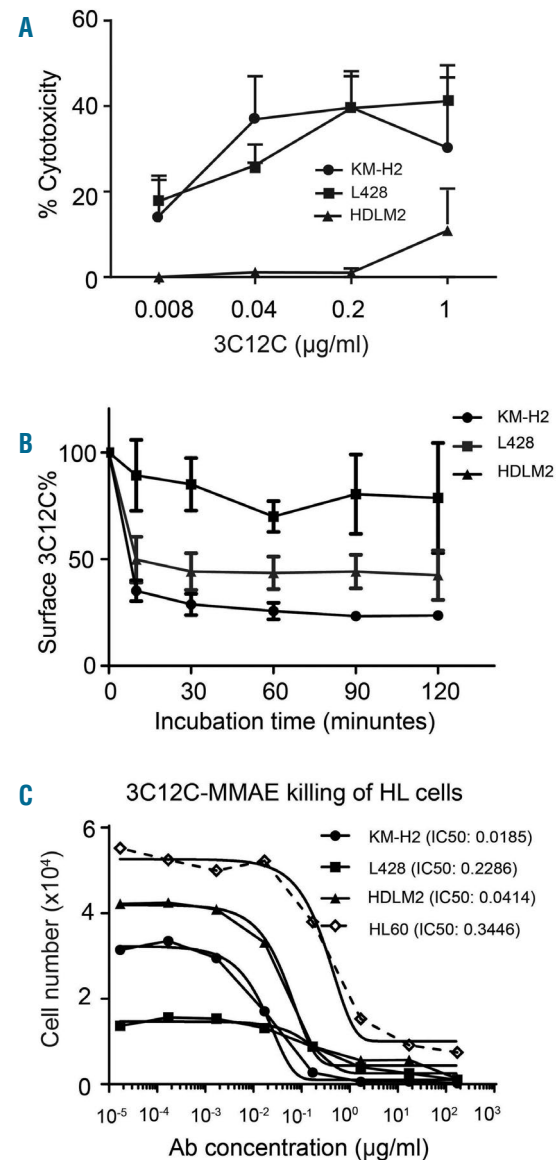 A
60
40
20
0
% Cytotoxicity
KM-H2
L428
HDLM2
0.008 0.04 0.2 1
3C12C (µg/ml)
B
KM-H2
L428
HDLM2
100
50
0
Surface 3C12C%
0 30 60 90 120
Incubation time (minuntes)
C
3C12C-MMAE killing of HL cells
6
4
2
0
Cell number (x10⁴)
KM-H2 (IC50: 0.0185)
L428 (IC50: 0.2286)
HDLM2 (IC50: 0.0414)
HL60 (IC50: 0.3446)
10⁻⁵ 10⁻⁴ 10⁻³ 10⁻² 10⁻¹ 10⁰ 10¹ 10² 10³
Ab concentration (µg/ml)